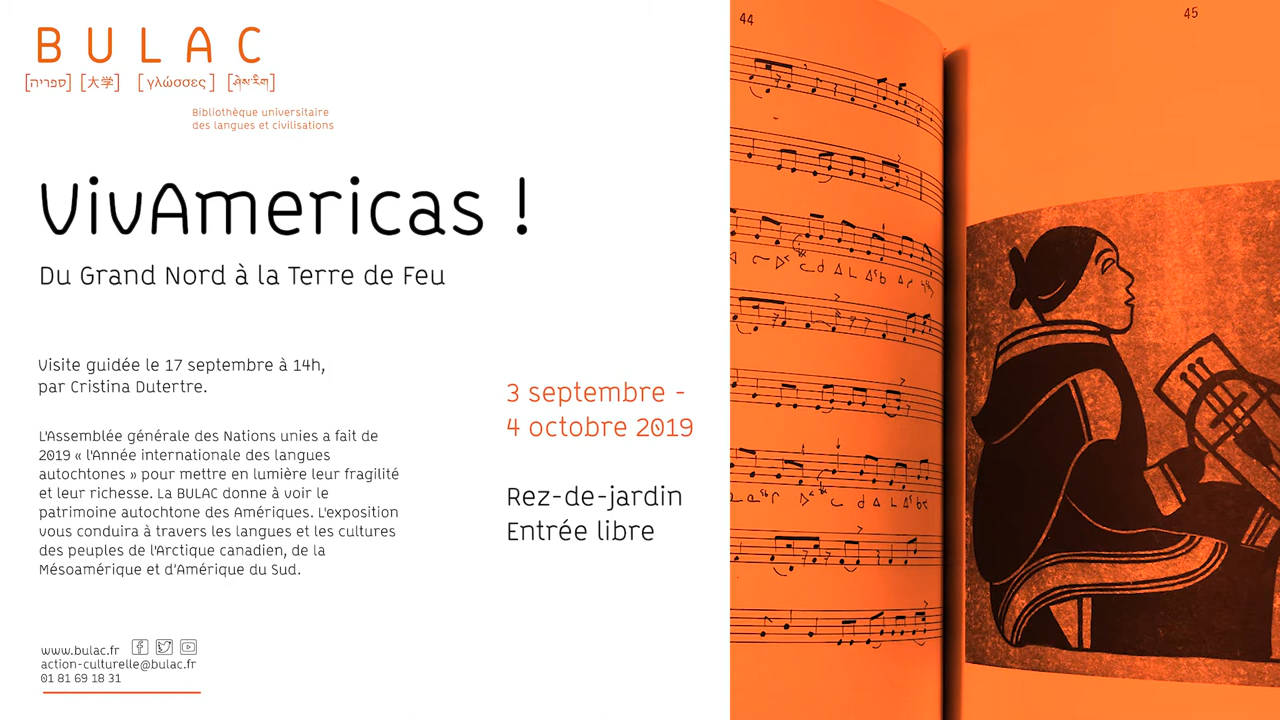 BULAC
[ספריה] [大学] [γλώσσες] [ཤེས་རིག]
Bibliothèque universitaire
des langues et civilisations
VivAmericas !
Du Grand Nord à la Terre de Feu
Visite guidée le 17 septembre à 14h,
par Cristina Dutertre.
L'Assemblée générale des Nations unies a fait de
2019 « l'Année internationale des langues
autochtones » pour mettre en lumière leur fragilité
et leur richesse. La BULAC donne à voir le
patrimoine autochtone des Amériques. L'exposition
vous conduira à travers les langues et les cultures
des peuples de l'Arctique canadien, de la
Mésoamérique et d'Amérique du Sud.
3 septembre -
4 octobre 2019
Rez-de-jardin
Entrée libre
www.bulac.fr
action-culturelle@bulac.fr
01 81 69 18 31
44
45